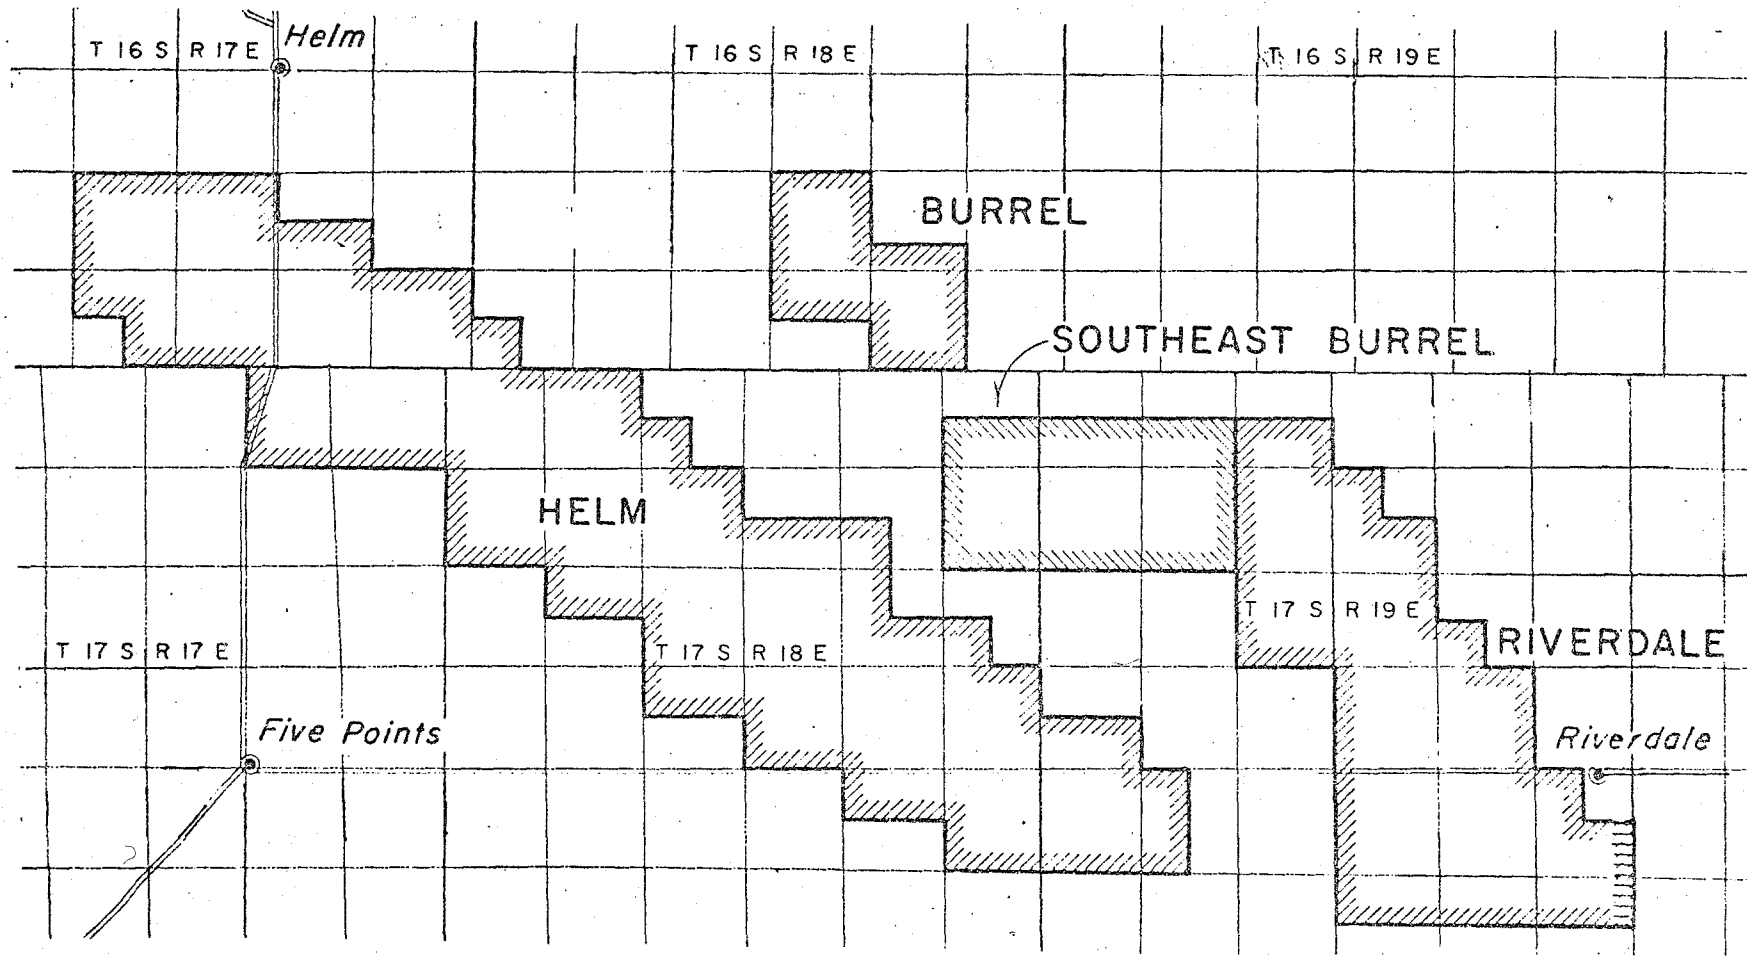 T 16 S R 17 E
Helm
T 16 S R 18 E
T 16 S R 19 E
BURREL
SOUTHEAST BURREL
HELM
T 17 S R 19 E
T 17 S R 17 E
T 17 S R 18 E
RIVERDALE
Five Points
Riverdale